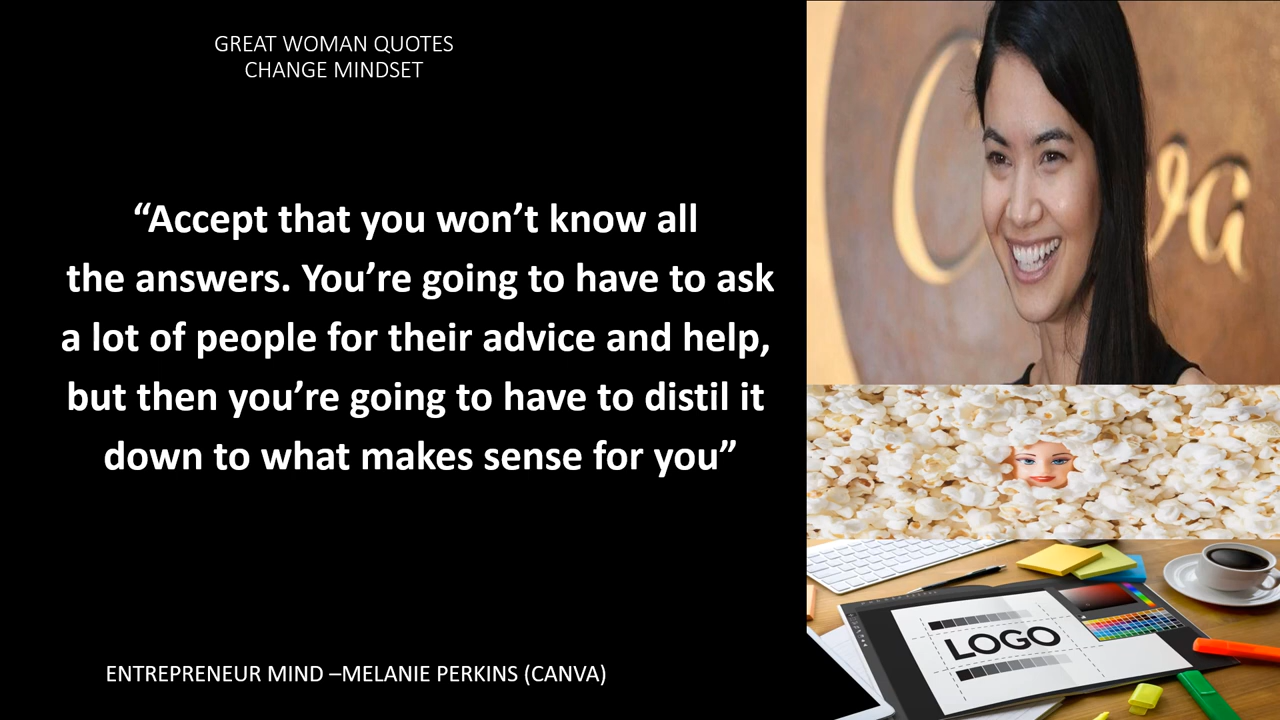 GREAT WOMAN QUOTES
CHANGE MINDSET
“Accept that you won’t know all
the answers. You’re going to have to ask
a lot of people for their advice and help,
but then you’re going to have to distil it
down to what makes sense for you”
ENTREPRENEUR MIND –MELANIE PERKINS (CANVA)
LOGO